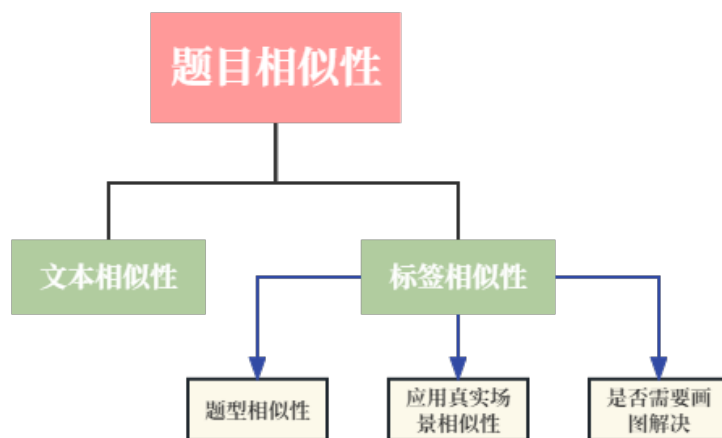 题目相似性
文本相似性
标签相似性
题型相似性
应用真实场
景相似性
是否需要画
图解决